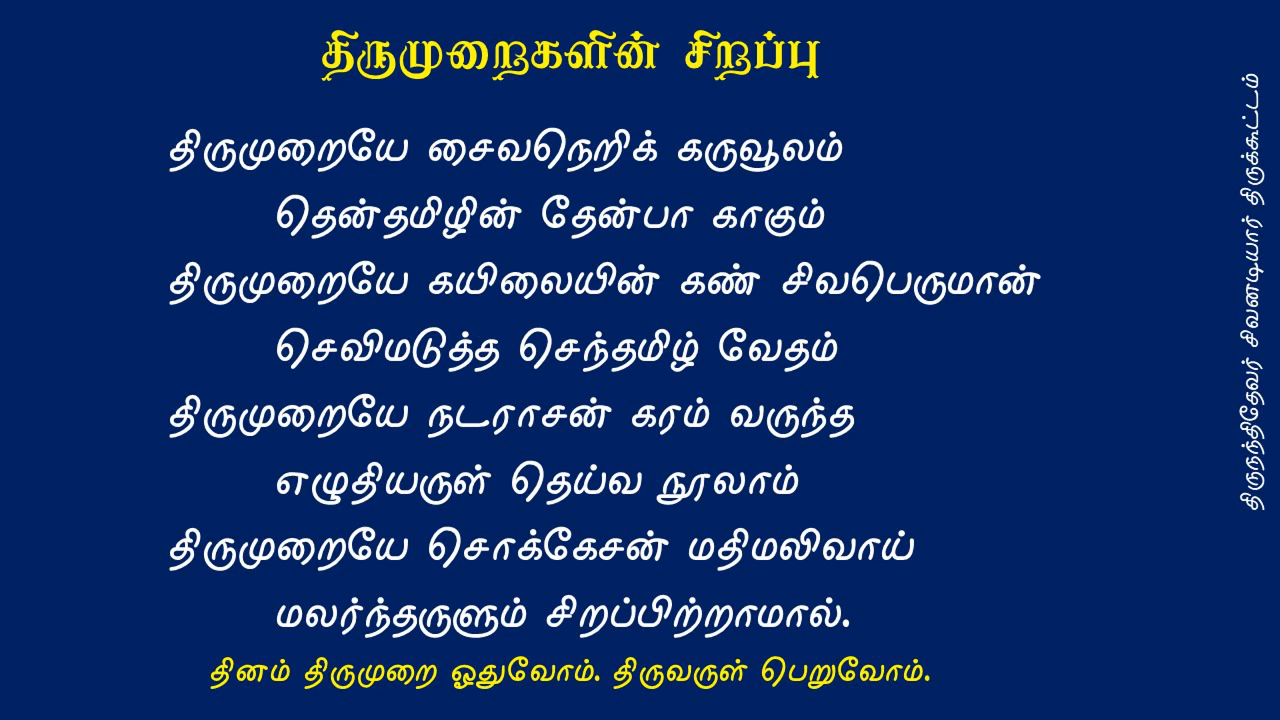 திருமுறைகளின் சிறப்பு
திருமுறையே சைவநெறிக் கருவூலம்
தென்தமிழின் தேன்பா காகும்
திருமுறையே கயிலையின் கண் சிவபெருமான்
செவிமடுத்த செந்தமிழ் வேதம்
திருமுறையே நடராசன் கரம் வருந்த
எழுதியருள் தெய்வ நூலாம்
திருமுறையே சொக்கேசன் மதிமலிவாய்
மலர்ந்தருளும் சிறப்பிற்றாமால்.
தினம் திருமுறை ஓதுவோம். திருவருள் பெறுவோம்.
திருநந்திதேவர் சிவனடியார் திருக்கூட்டம்